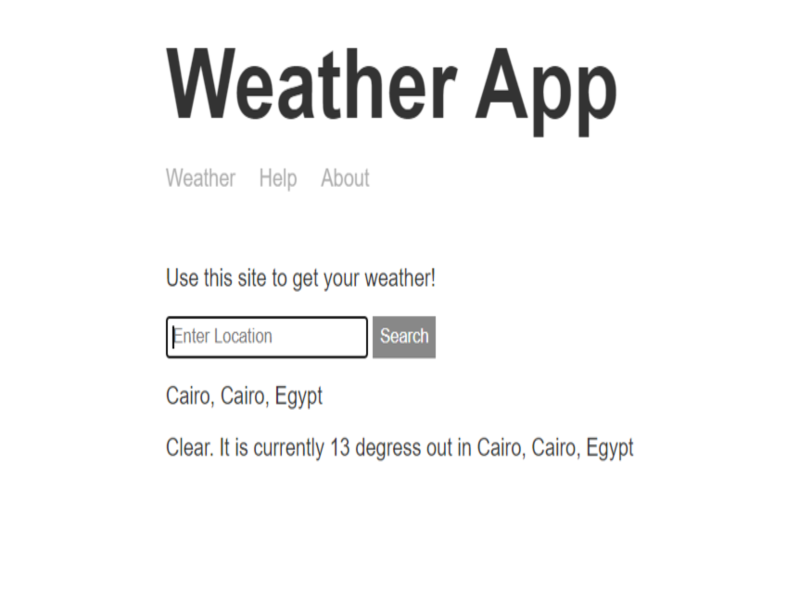 Weather App
Weather Help About
Use this site to get your weather!
Enter Location Search
Cairo, Cairo, Egypt
Clear. It is currently 13 degress out in Cairo, Cairo, Egypt